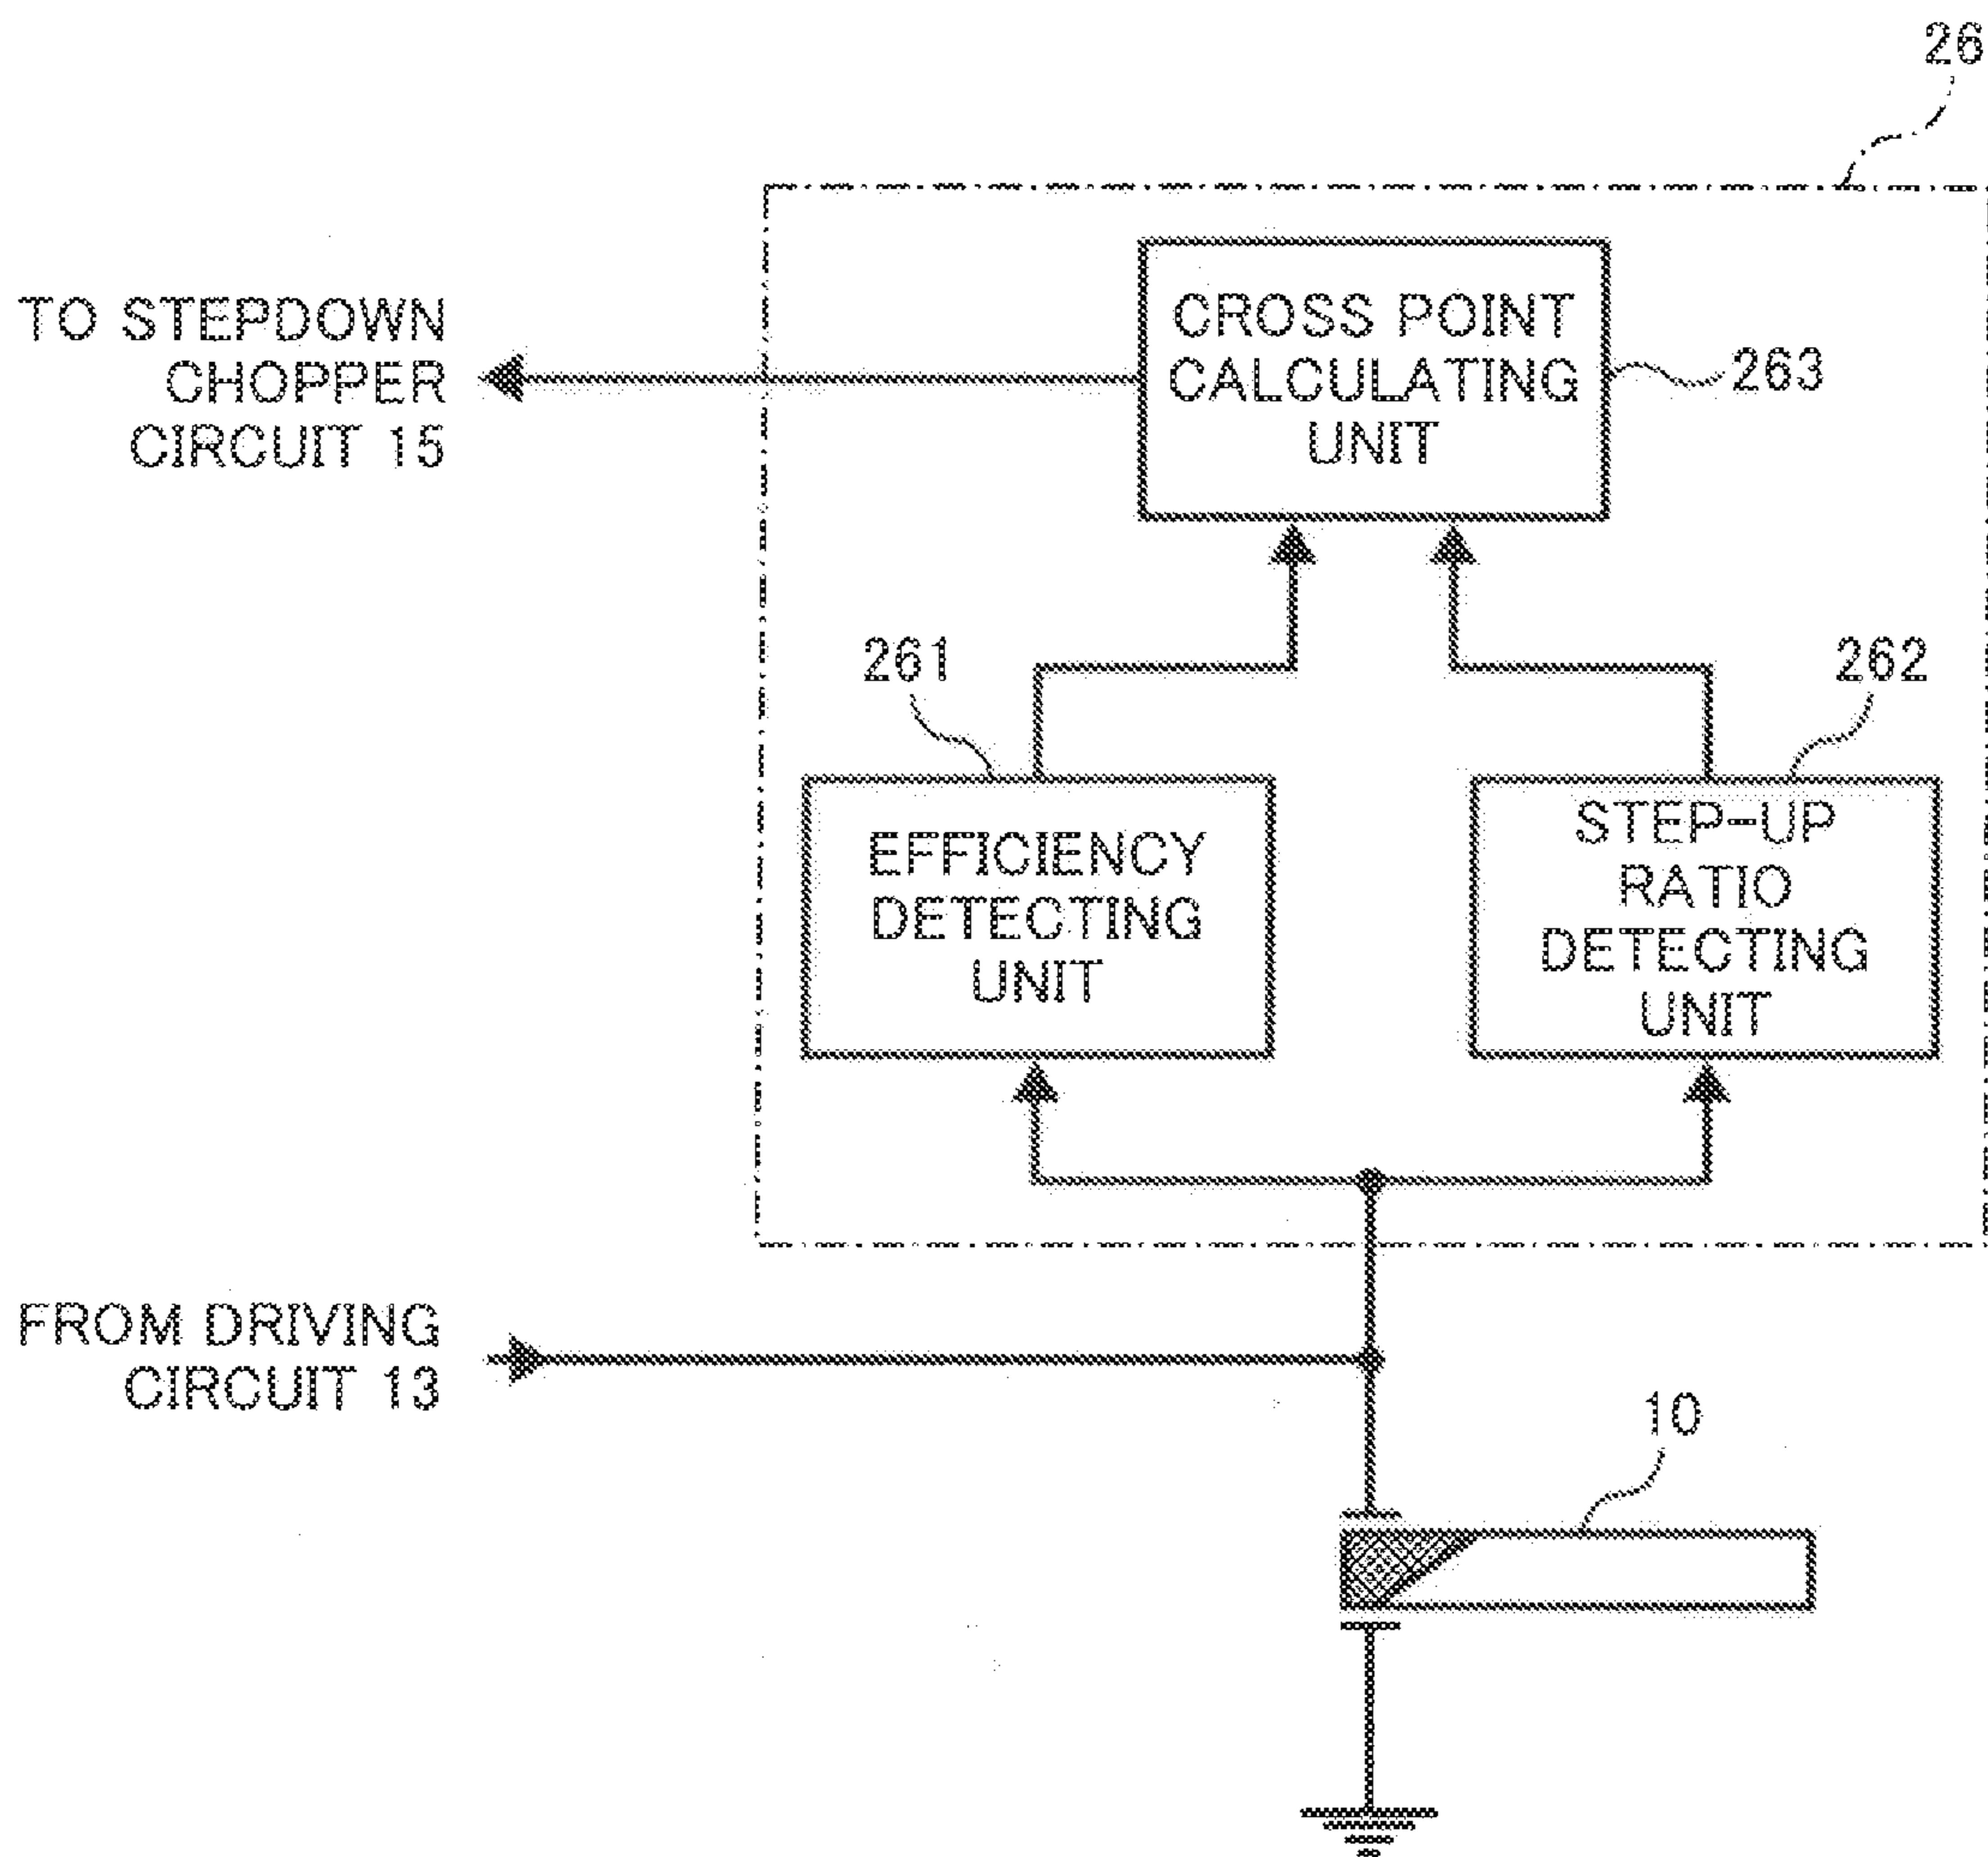 26
TO STEPDOWN
CHOPPER
CIRCUIT 15
CROSS POINT
CALCULATING
UNIT
263
261
262
EFFICIENCY
DETECTING
UNIT
STEP-UP
RATIO
DETECTING
UNIT
FROM DRIVING
CIRCUIT 13
10